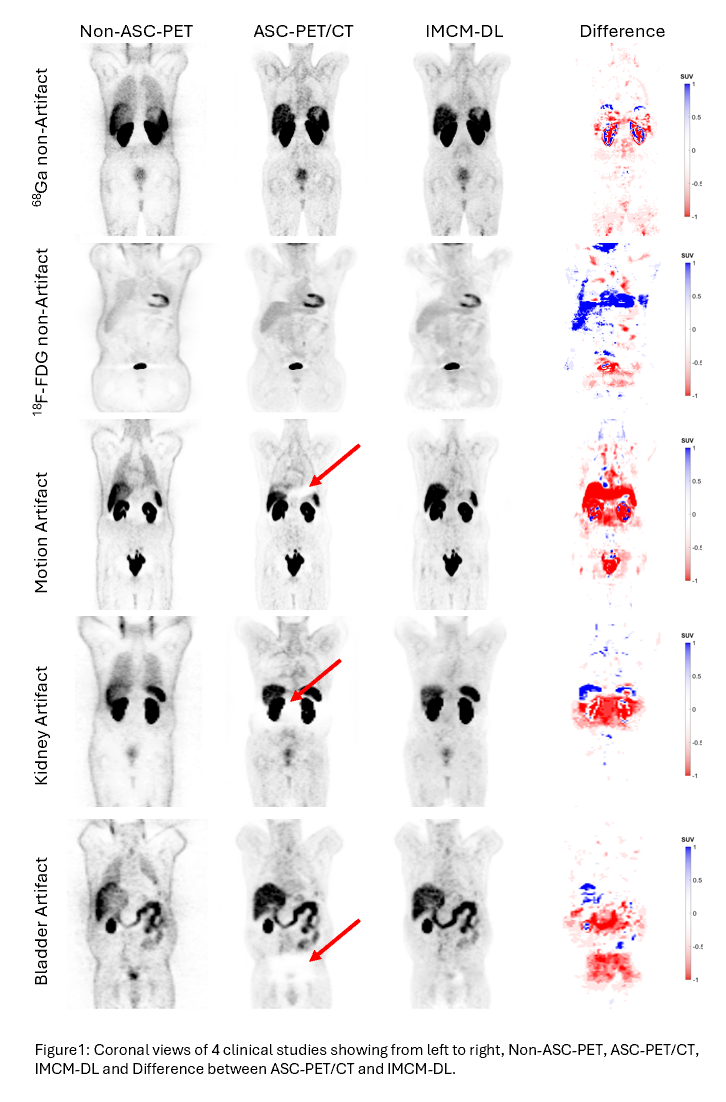 Non-ASC-PET ASC-PET/CT IMCM-DL Difference
⁶⁸Ga non-Artifact
SUV
1
0.5
0
-0.5
-1
¹⁸F-FDG non-Artifact
SUV
1
0.5
0
-0.5
-1
Motion Artifact
SUV
1
0.5
0
-0.5
-1
Kidney Artifact
SUV
1
0.5
0
-0.5
-1
Bladder Artifact
SUV
1
0.5
0
-0.5
-1
Figure1: Coronal views of 4 clinical studies showing from left to right, Non-ASC-PET, ASC-PET/CT,
IMCM-DL and Difference between ASC-PET/CT and IMCM-DL.